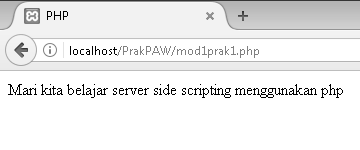 PHP
localhost/PrakPAW/mod1prak1.php
Mari kita belajar server side scripting menggunakan php